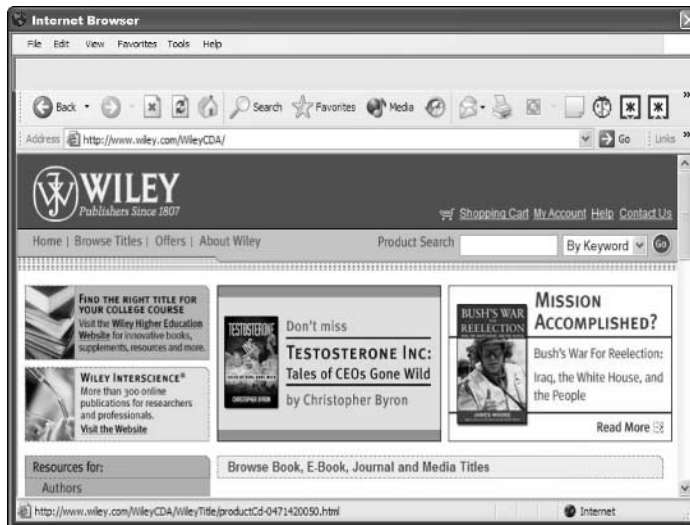 Internet Browser
File Edit View Favorites Tools Help
Back Search Favorites Media
Address http://www.wiley.com/WileyCDA/ Go Links »
WILEY
Publishers Since 1807
Shopping Cart My Account Help Contact Us
Home | Browse Titles | Offers | About Wiley Product Search By Keyword Go
FIND THE RIGHT TITLE FOR
YOUR COLLEGE COURSE
Visit the Wiley Higher Education
Website for innovative books,
supplements, resources and more.
WILEY INTERSCIENCE®
More than 300 online
publications for researchers
and professionals.
Visit the Website
TESTOSTERONE
CHRISTOPHER BYRON
Don't miss
TESTOSTERONE INC:
Tales of CEOs Gone Wild
by Christopher Byron
BUSH'S WAR
REELECTION
JAMES MOORE
MISSION
ACCOMPLISHED?
Bush's War For Reelection:
Iraq, the White House, and
the People
Read More
Resources for:
Authors
Browse Book, E-Book, Journal and Media Titles
http://www.wiley.com/WileyCDA/WileyTitle/productCd-0471420050.html Internet